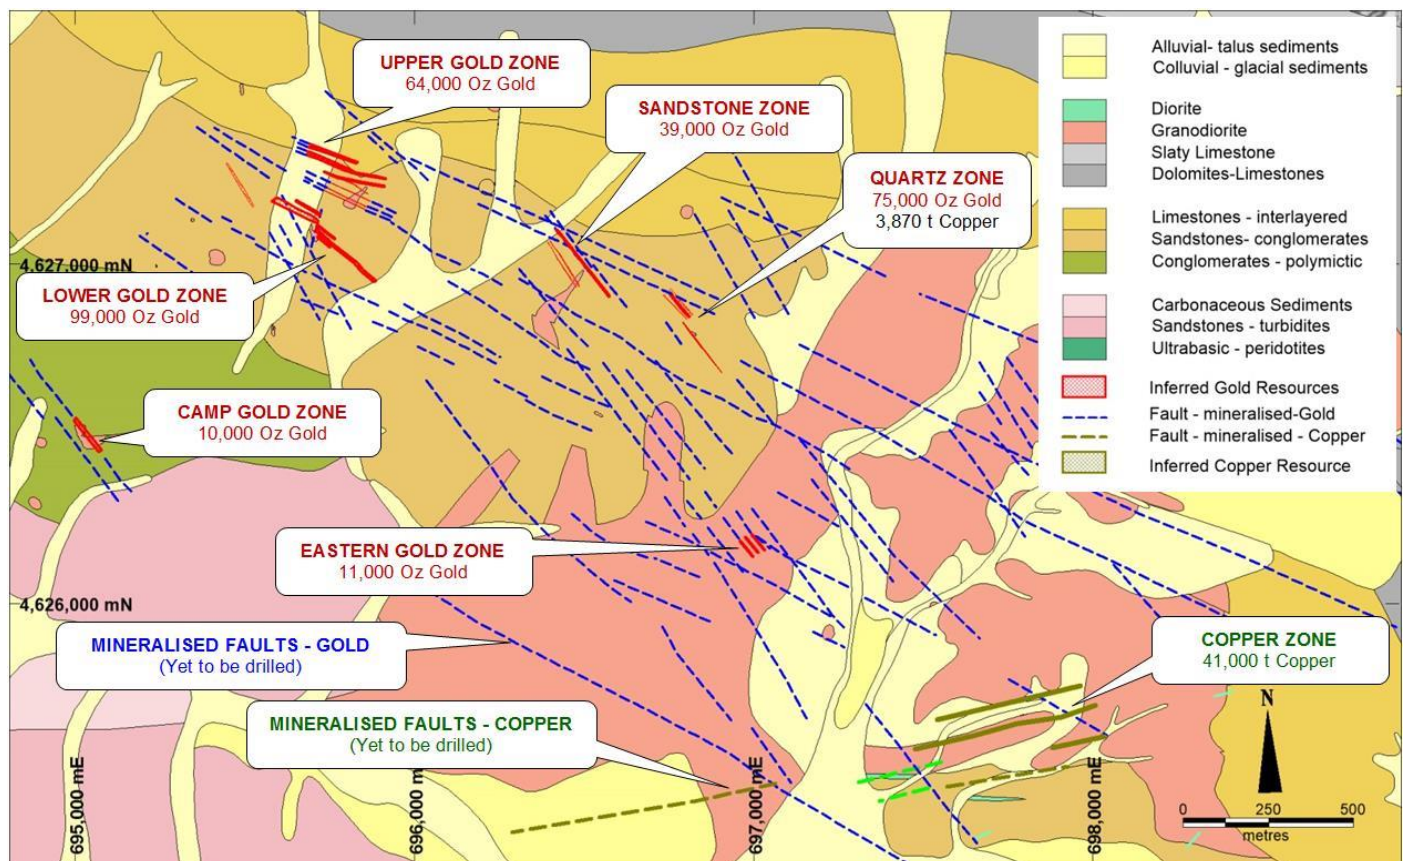 UPPER GOLD ZONE
64,000 Oz Gold
SANDSTONE ZONE
39,000 Oz Gold
QUARTZ ZONE
75,000 Oz Gold
3,870 t Copper
4,627,000 mN
LOWER GOLD ZONE
99,000 Oz Gold
CAMP GOLD ZONE
10,000 Oz Gold
EASTERN GOLD ZONE
11,000 Oz Gold
4,626,000 mN
MINERALISED FAULTS - GOLD
(Yet to be drilled)
MINERALISED FAULTS - COPPER
(Yet to be drilled)
COPPER ZONE
41,000 t Copper
695,000 mE
696,000 mE
697,000 mE
698,000 mE
N
0 250 500
metres
Alluvial- talus sediments
Colluvial - glacial sediments
Diorite
Granodiorite
Slaty Limestone
Dolomites-Limestones
Limestones - interlayered
Sandstones- conglomerates
Conglomerates - polymictic
Carbonaceous Sediments
Sandstones - turbidites
Ultrabasic - peridotites
Inferred Gold Resources
Fault - mineralised-Gold
Fault - mineralised - Copper
Inferred Copper Resource